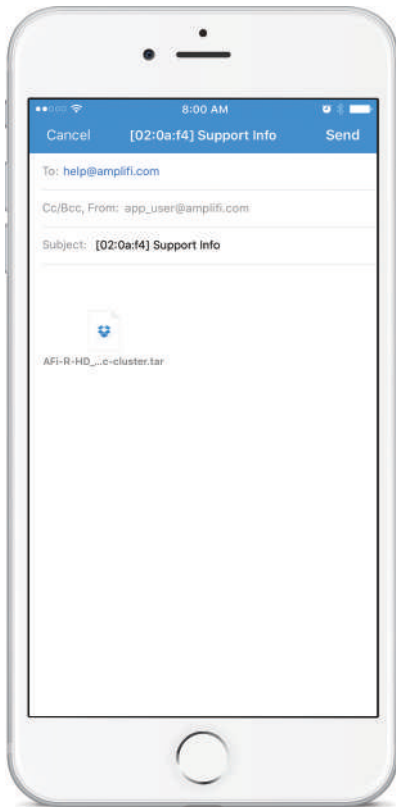 8:00 AM
Cancel [02:0a:f4] Support Info Send
To: help@amplifi.com
Cc/Bcc, From: app_user@amplifi.com
Subject: [02:0a:f4] Support Info
AFi-R-HD_...c-cluster.tar